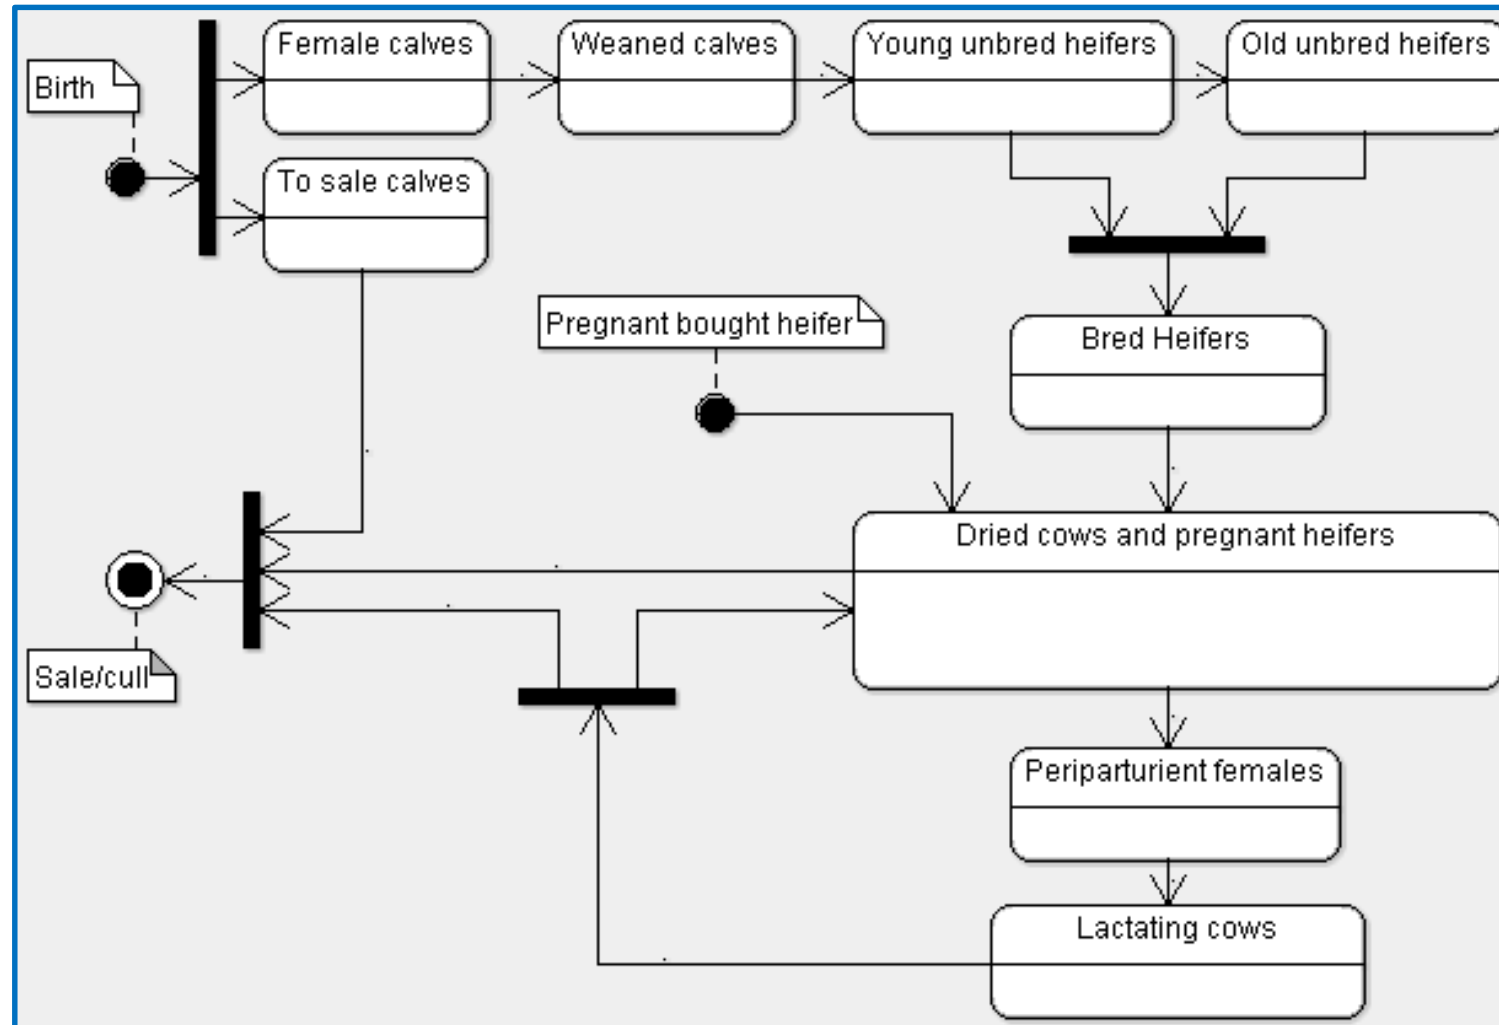 Birth
Female calves
Weaned calves
Young unbred heifers
Old unbred heifers
To sale calves
Pregnant bought heifer
Bred Heifers
Dried cows and pregnant heifers
Sale/cull
Periparturient females
Lactating cows